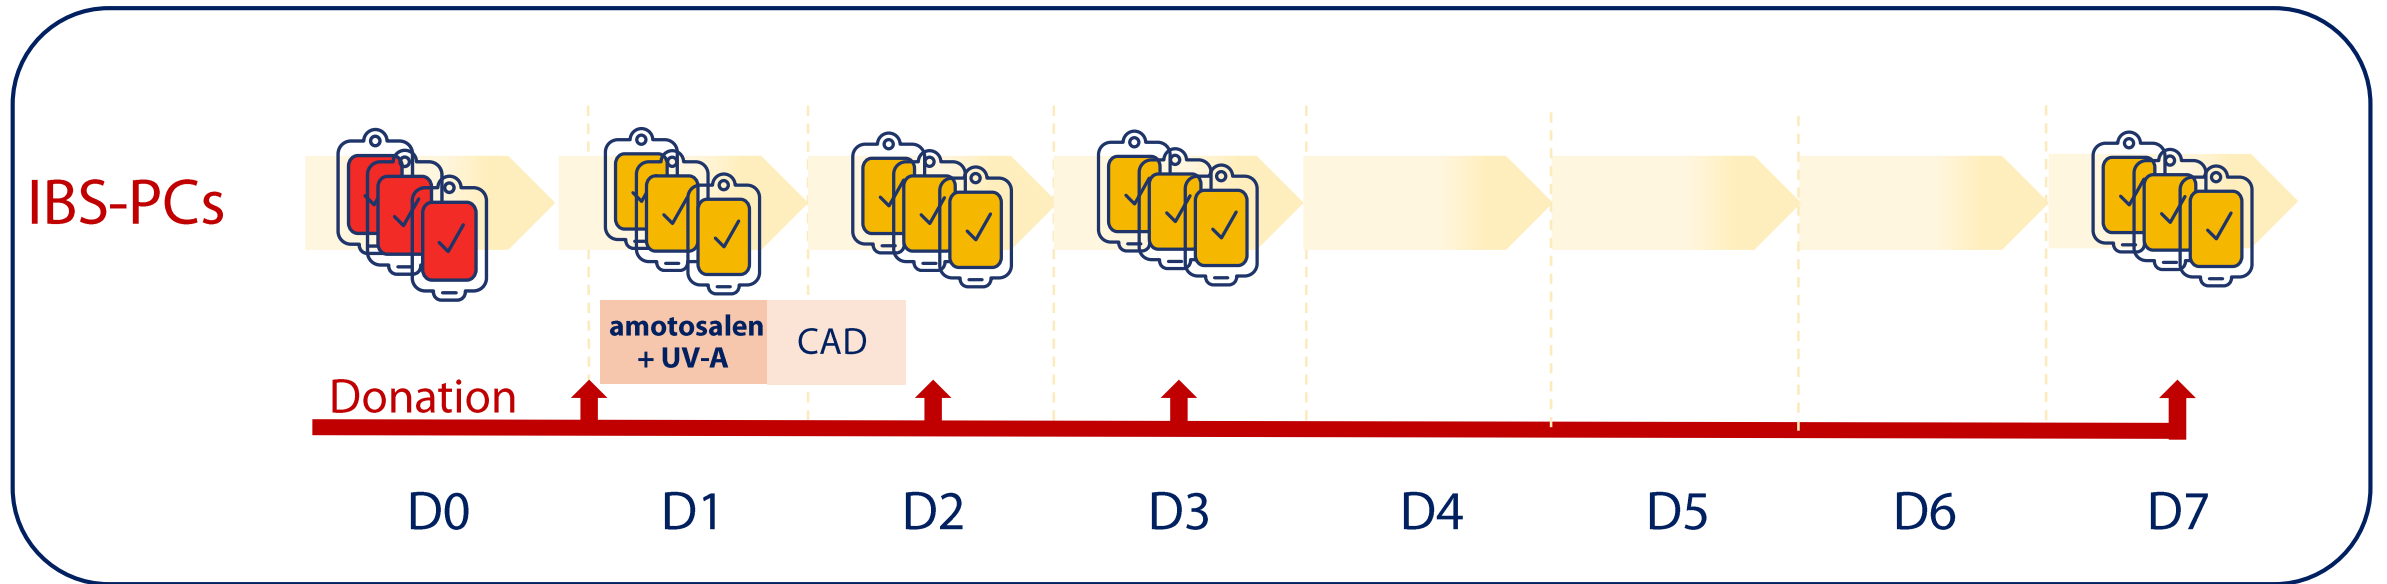 IBS-PCs
amotosalen
+ UV-A
CAD
Donation
D0 D1 D2 D3 D4 D5 D6 D7